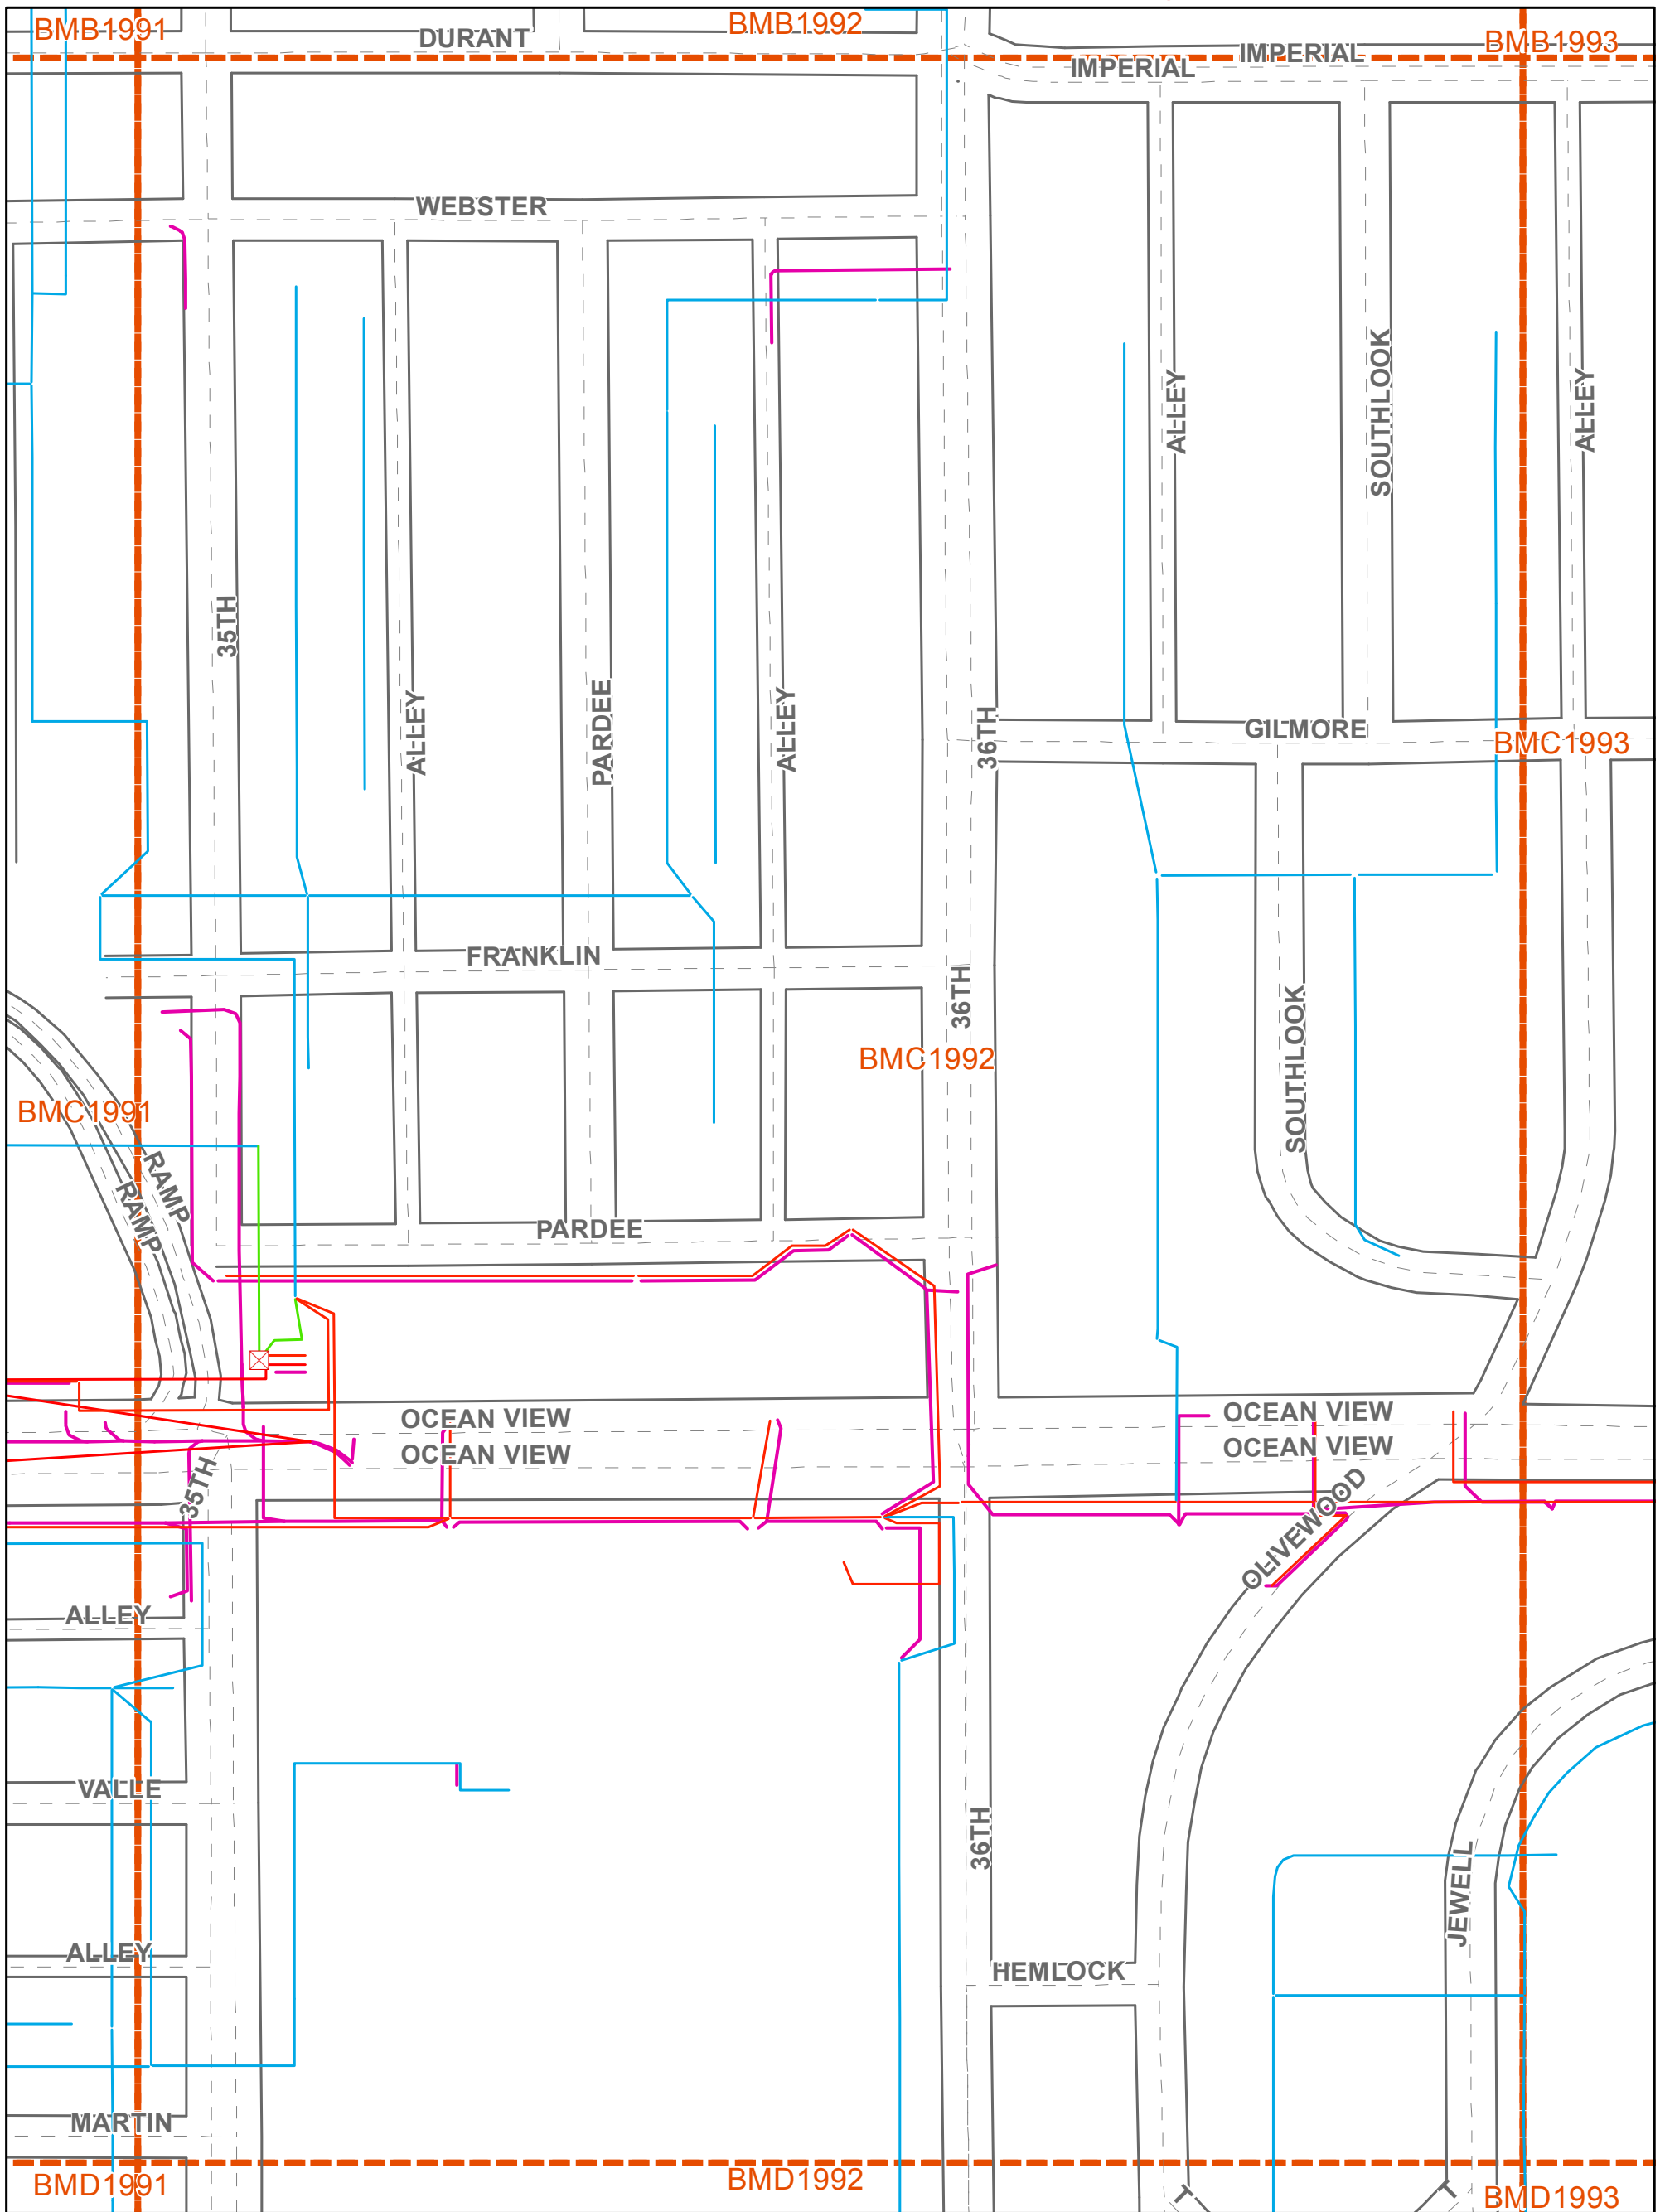 BMB1991
BMB1992
DURANT
BMB1993
IMPERIAL
IMPERIAL
WEBSTER
SOUTHLOOK
ALLEY
ALLEY
35TH
ALLEY
PARDEE
ALLEY
36TH
GILMORE
BMC1993
FRANKLIN
36TH
BMC1992
SOUTHLOOK
BMC1991
RAMP
RAMP
PARDEE
OCEAN VIEW
OCEAN VIEW
OCEAN VIEW
OCEAN VIEW
35TH
OLIVEWOOD
ALLEY
VALLE
36TH
JEWELL
ALLEY
HEMLOCK
MARTIN
BMD1991
BMD1992
BMD1993
T
T